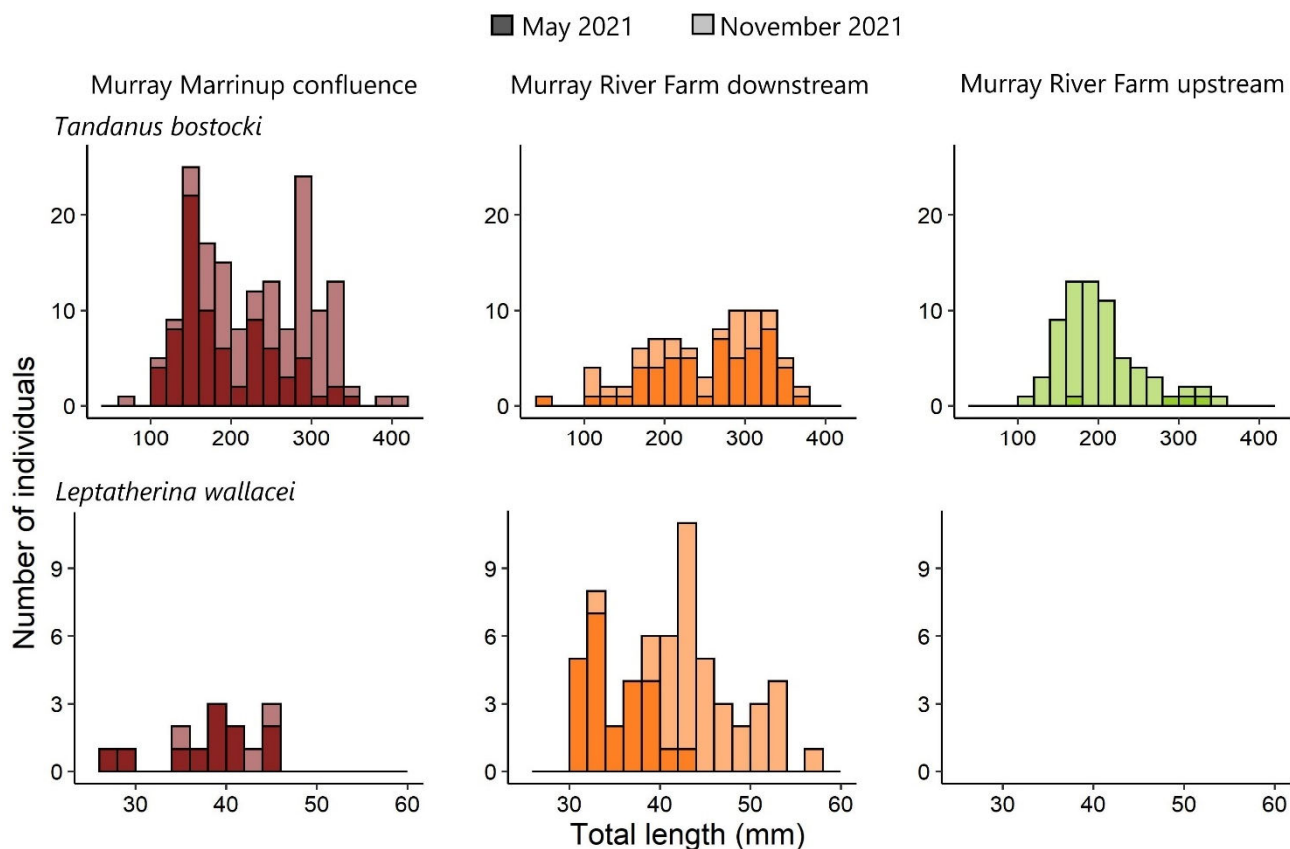 May 2021 November 2021
Murray Marrinup confluence Murray River Farm downstream Murray River Farm upstream
Tandanus bostocki
20
10
0
100 200 300 400
20
10
0
100 200 300 400
20
10
0
100 200 300 400
Number of individuals
Leptatherina wallacei
9
6
3
0
30 40 50 60
9
6
3
0
30 40 50 60
9
6
3
0
30 40 50 60
Total length (mm)